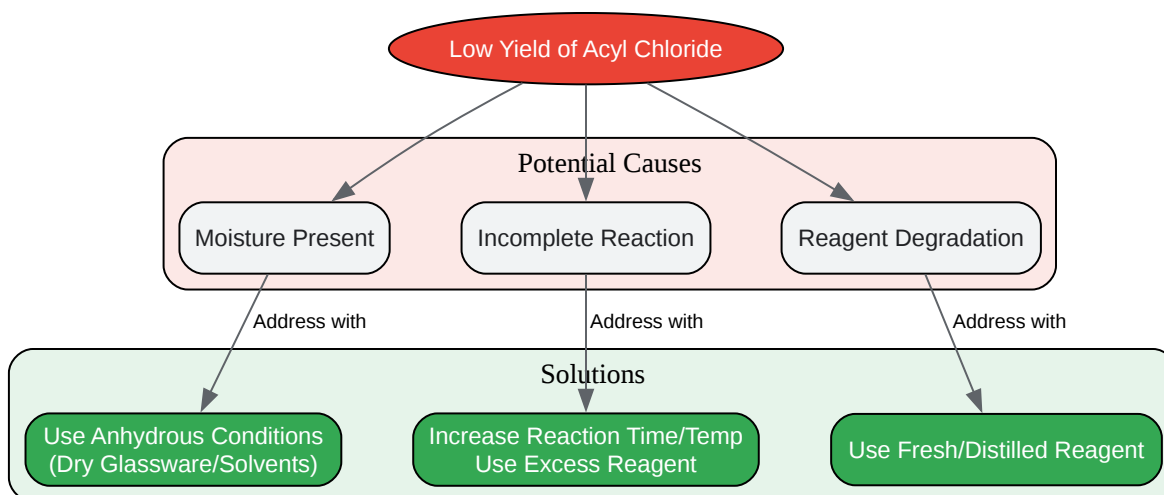 Low Yield of Acyl Chloride
Potential Causes
Moisture Present
Incomplete Reaction
Reagent Degradation
Address with
Address with
Address with
Solutions
Use Anhydrous Conditions
(Dry Glassware/Solvents)
Increase Reaction Time/Temp
Use Excess Reagent
Use Fresh/Distilled Reagent